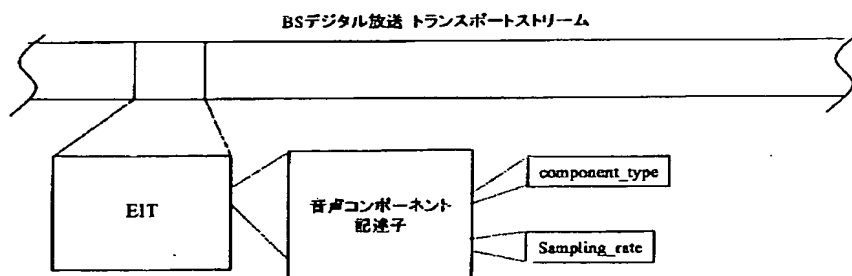 BSデジタル放送 トランスポートストリーム
EIT
音声コンポーネント
記述子
component_type
Sampling_rate